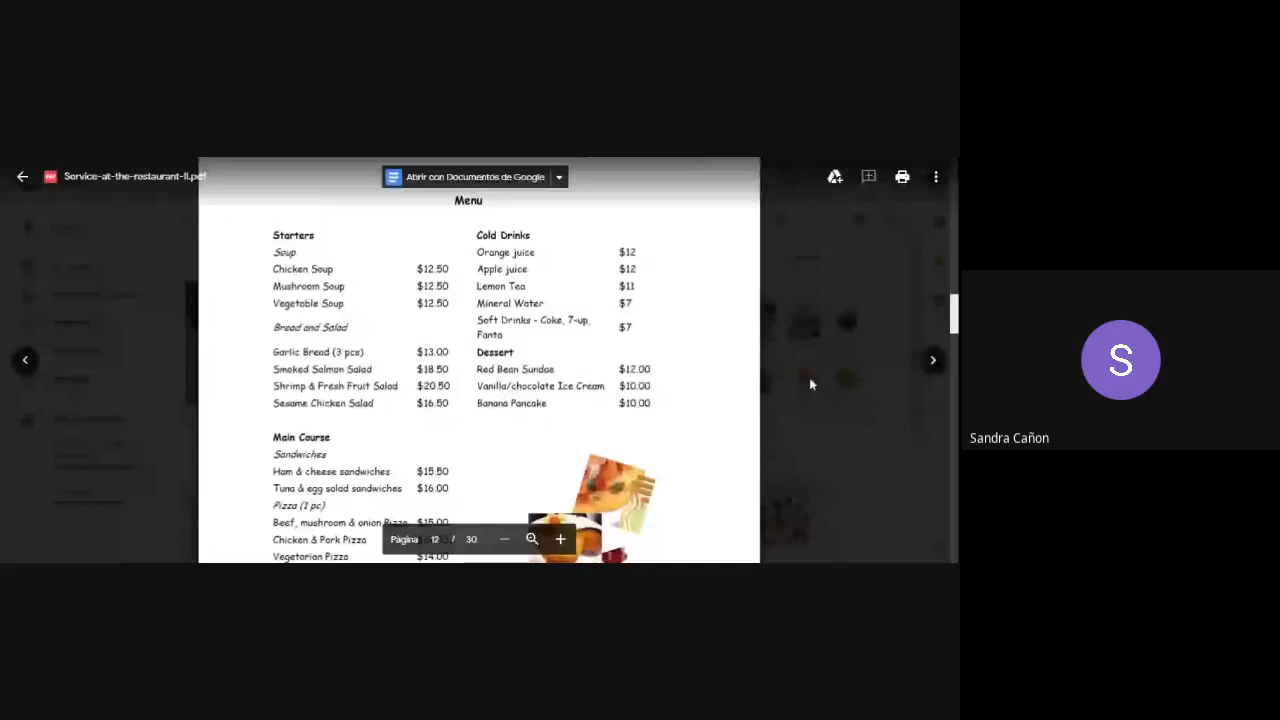 Service-at-the-restaurant-II.pdf
Abrir con Documentos de Google
Menu
Starters
Soup
Chicken Soup $12.50
Mushroom Soup $12.50
Vegetable Soup $12.50
Bread and Salad
Garlic Bread (3 pcs) $13.00
Smoked Salmon Salad $18.50
Shrimp & Fresh Fruit Salad $20.50
Sesame Chicken Salad $16.50
Main Course
Sandwiches
Ham & cheese sandwiches $15.50
Tuna & egg salad sandwiches $16.00
Pizza (1 pc)
Beef, mushroom & onion Pizza $15.00
Chicken & Pork Pizza
Vegetarian Pizza $14.00
Cold Drinks
Orange juice $12
Apple juice $12
Lemon Tea $11
Mineral Water $7
Soft Drinks - Coke, 7-up, $7
Fanta
Dessert
Red Bean Sundae $12.00
Vanilla/chocolate Ice Cream $10.00
Banana Pancake $10.00
Página 12 / 30
S
Sandra Cañon